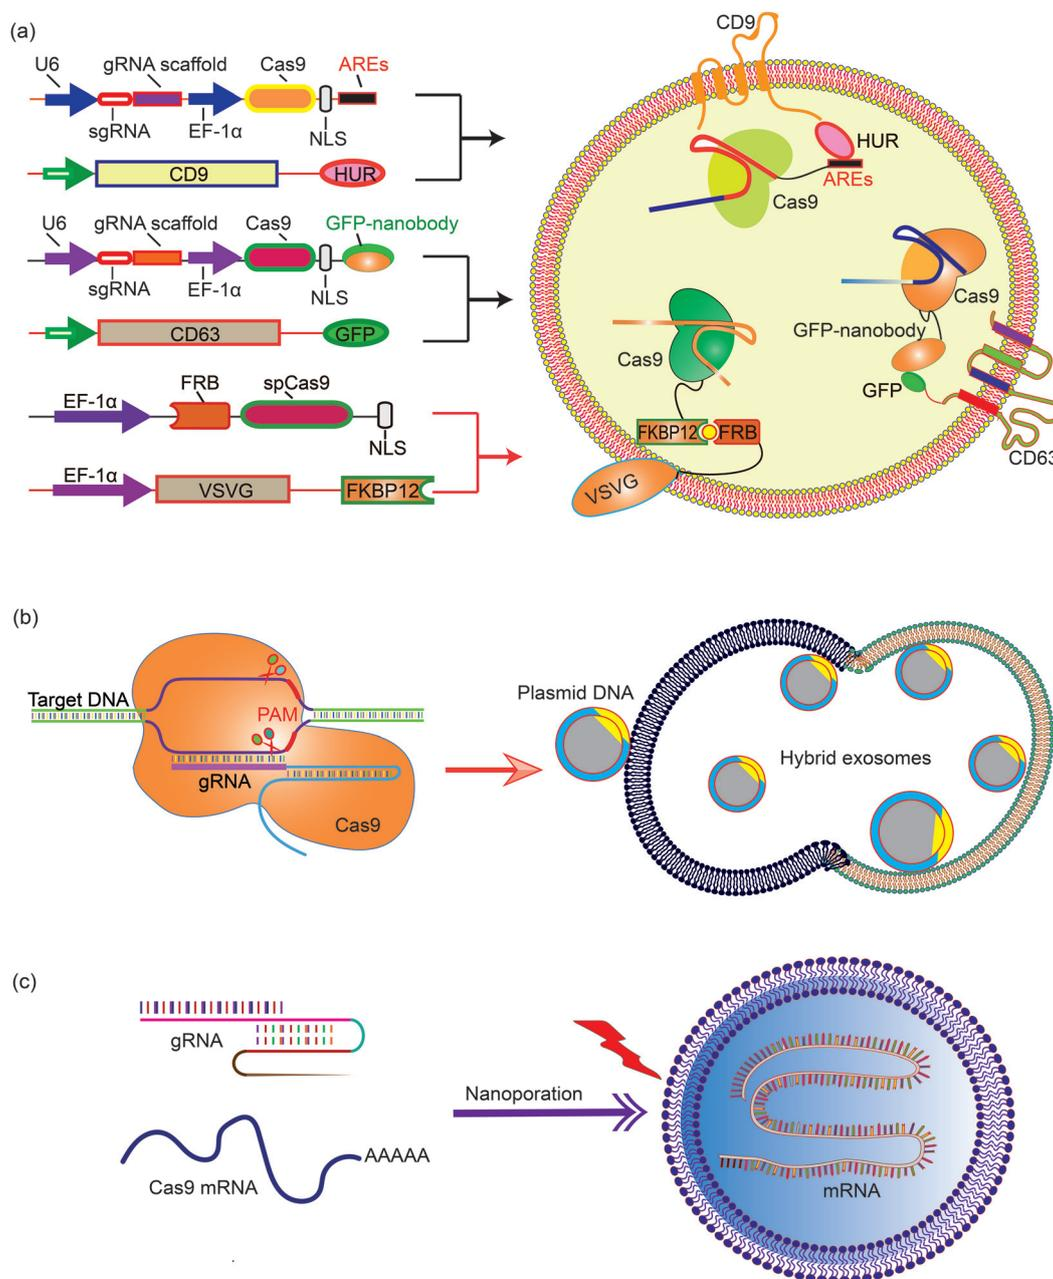 (a)
U6
gRNA scaffold
Cas9
AREs
sgRNA
EF-1α
NLS
CD9
HUR
U6
gRNA scaffold
Cas9
GFP-nanobody
sgRNA
EF-1α
NLS
CD63
GFP
EF-1α
FRB
spCas9
NLS
EF-1α
VSVG
FKBP12
CD9
HUR
AREs
Cas9
Cas9
GFP-nanobody
GFP
CD63
Cas9
FKBP12
FRB
VSVG
(b)
Target DNA
PAM
gRNA
Cas9
Plasmid DNA
Hybrid exosomes
(c)
gRNA
Cas9 mRNA
AAAAA
Nanoporation
mRNA